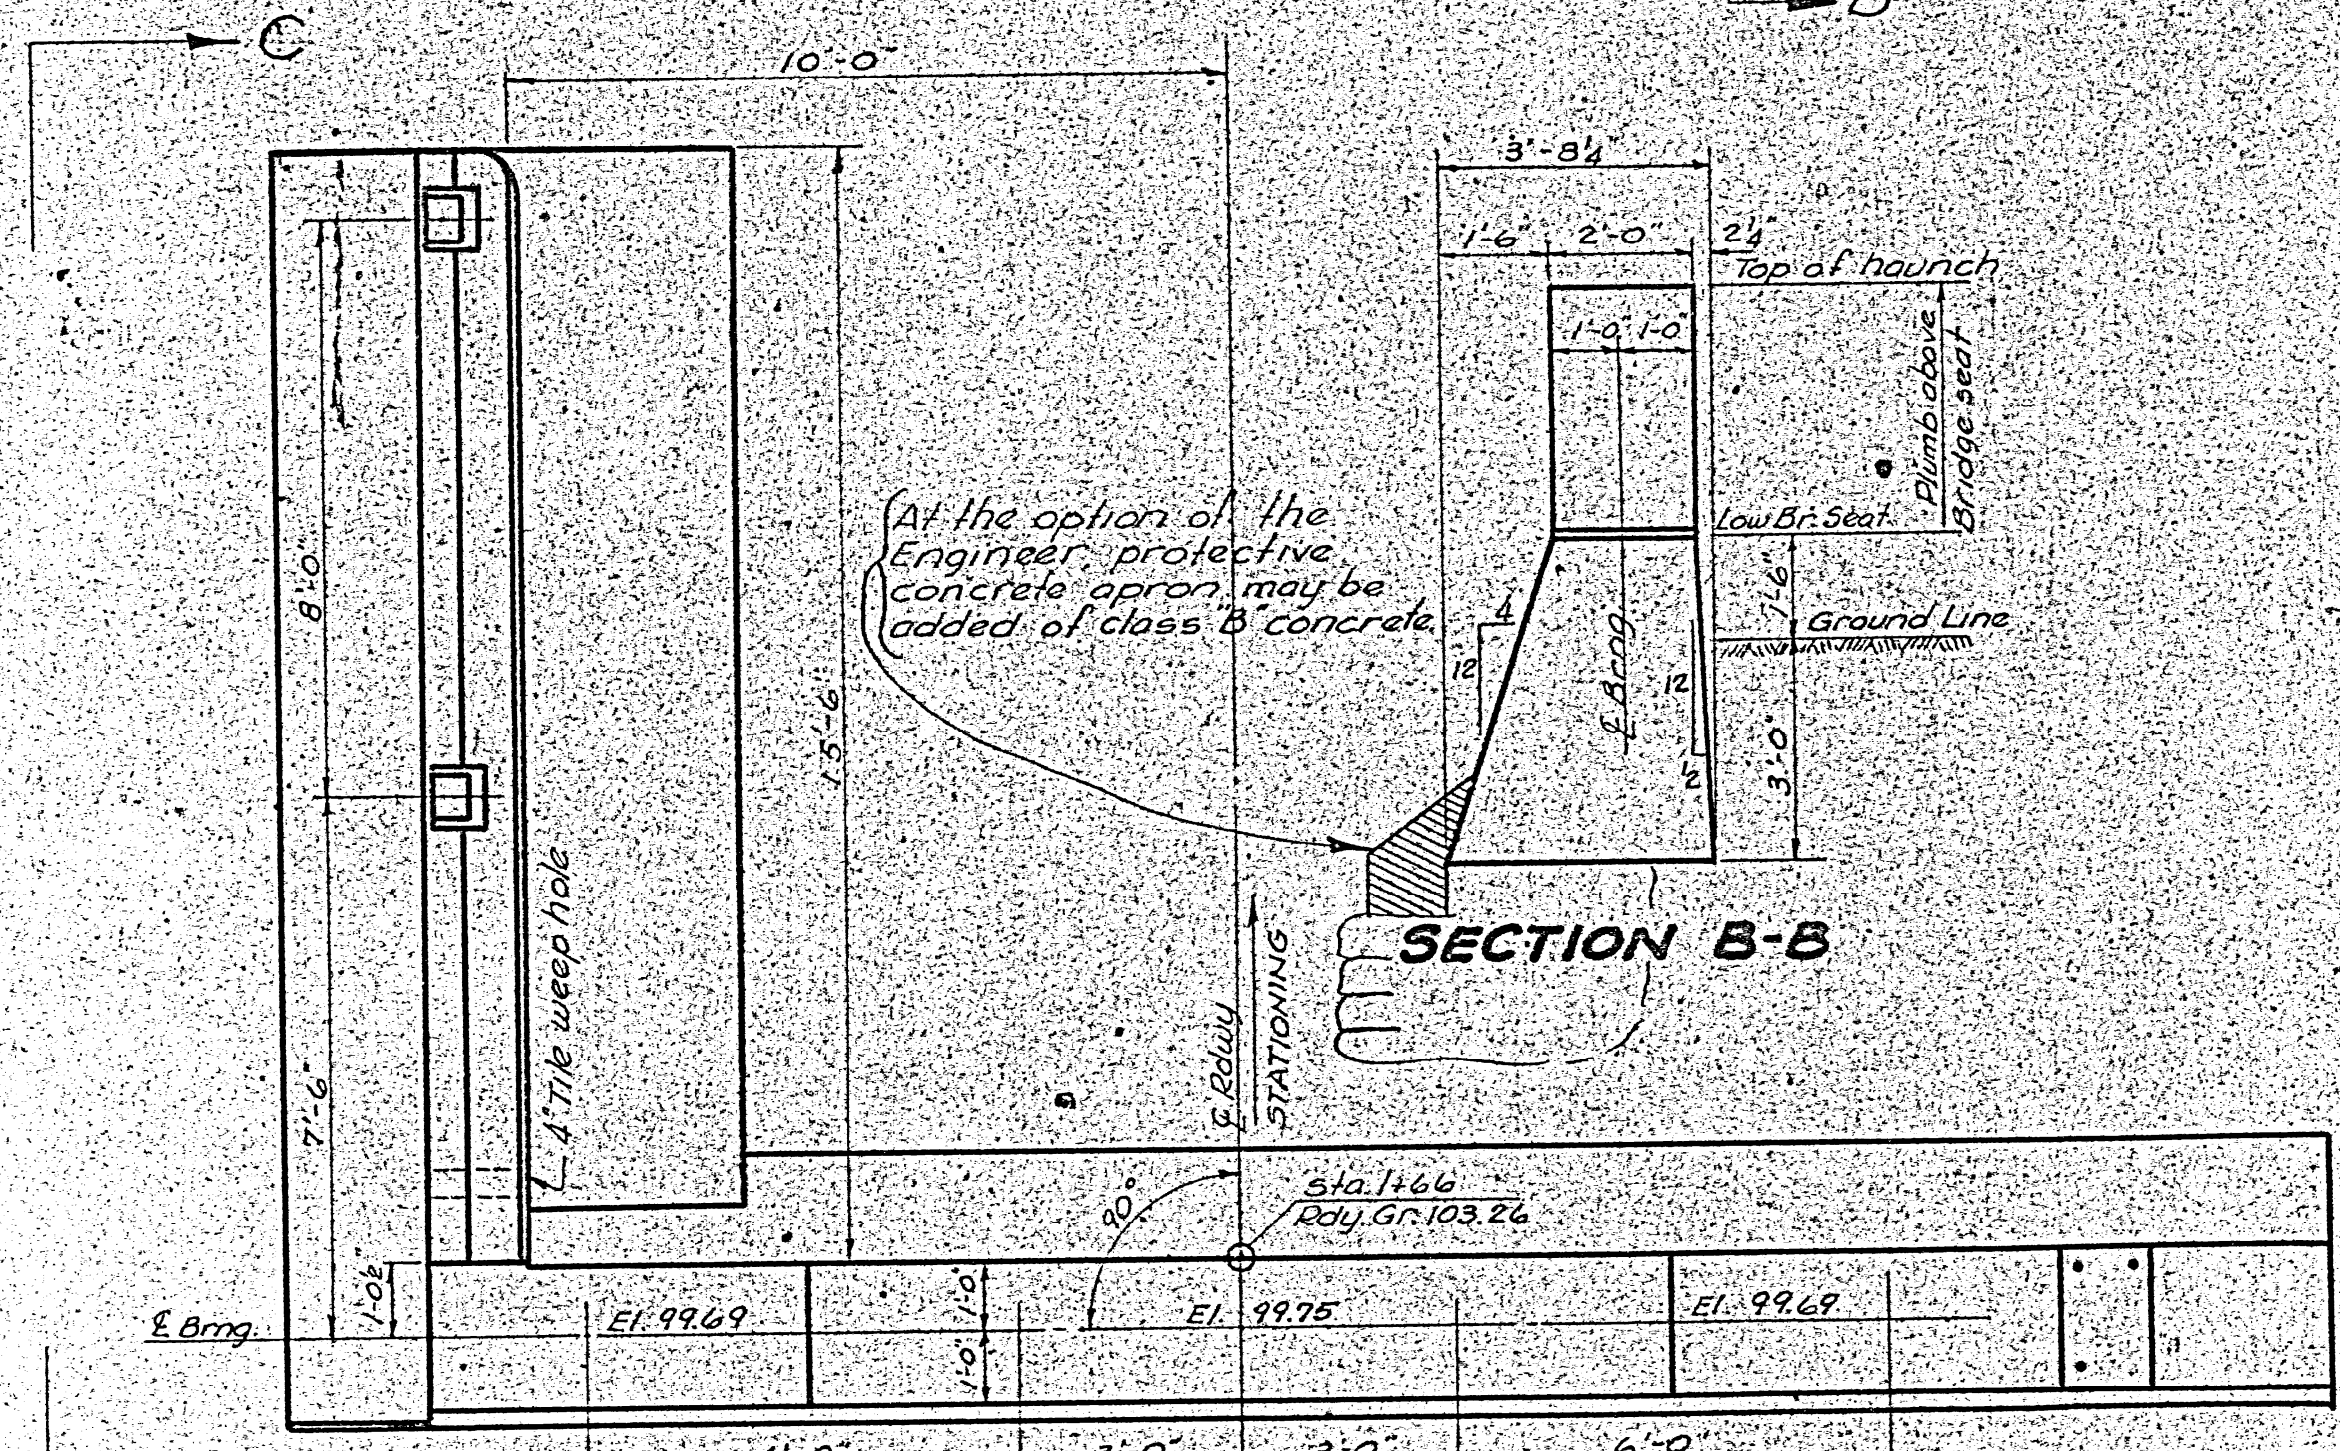 C
10'-0"
3'-8¼"
1'-6" 2'-0" 2¼"
Top of haunch
1'-0" 1'-0"
Plumb above
Bridge seat
At the option of the
Engineer, protective
concrete apron may be
added of class "B" concrete
Low Br. Seat
1'-6"
Ground Line
8'-0"
4
12
℄ Brng.
12
½
3'-0"
15'-6"
4" Tile weep hole
SECTION B-B
℄ Rdwy
STATIONING
7'-6"
90°
Sta. 1+66
Rdy. Gr. 103.26
1'-0½"
1'-0"
℄ Brng.
El. 99.69
El. 99.75
El. 99.69
1'-0"
6'-0"